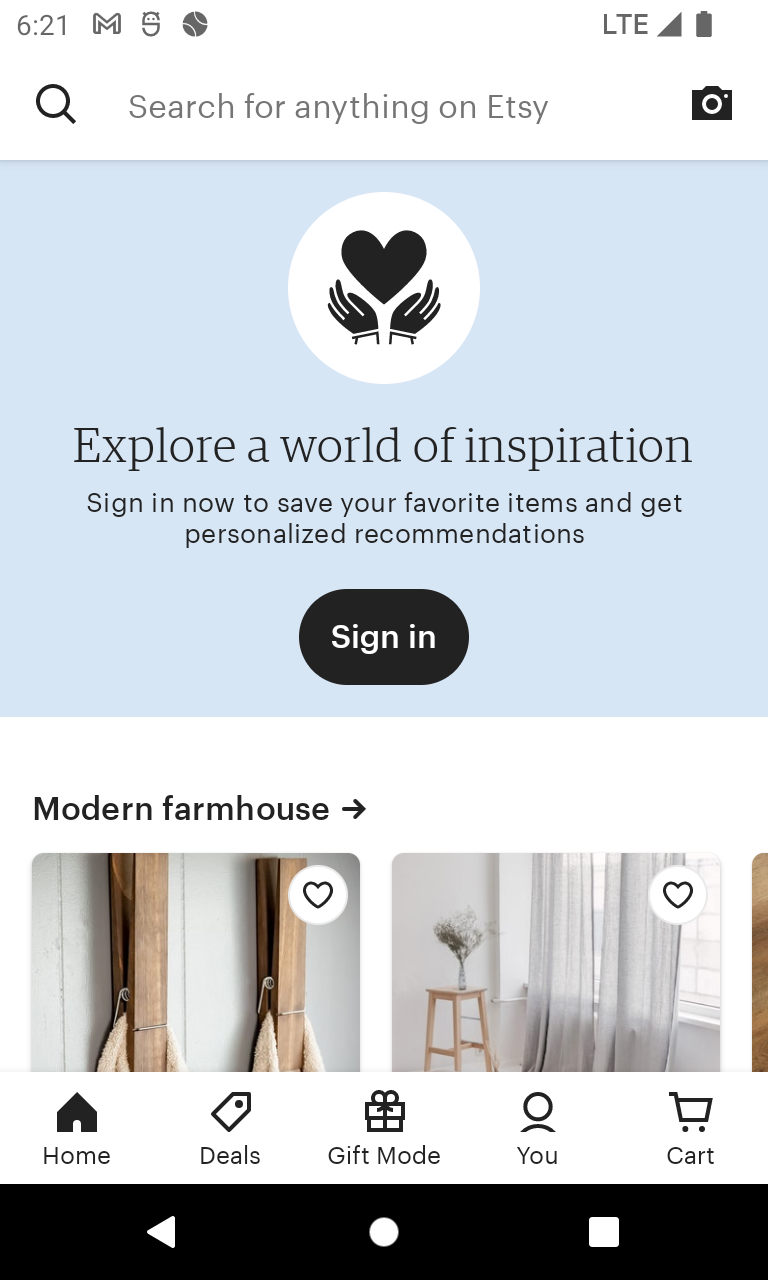 6:21
LTE
Search for anything on Etsy
Explore a world of inspiration
Sign in now to save your favorite items and get
personalized recommendations
Sign in
Modern farmhouse
Home
Deals
Gift Mode
You
Cart